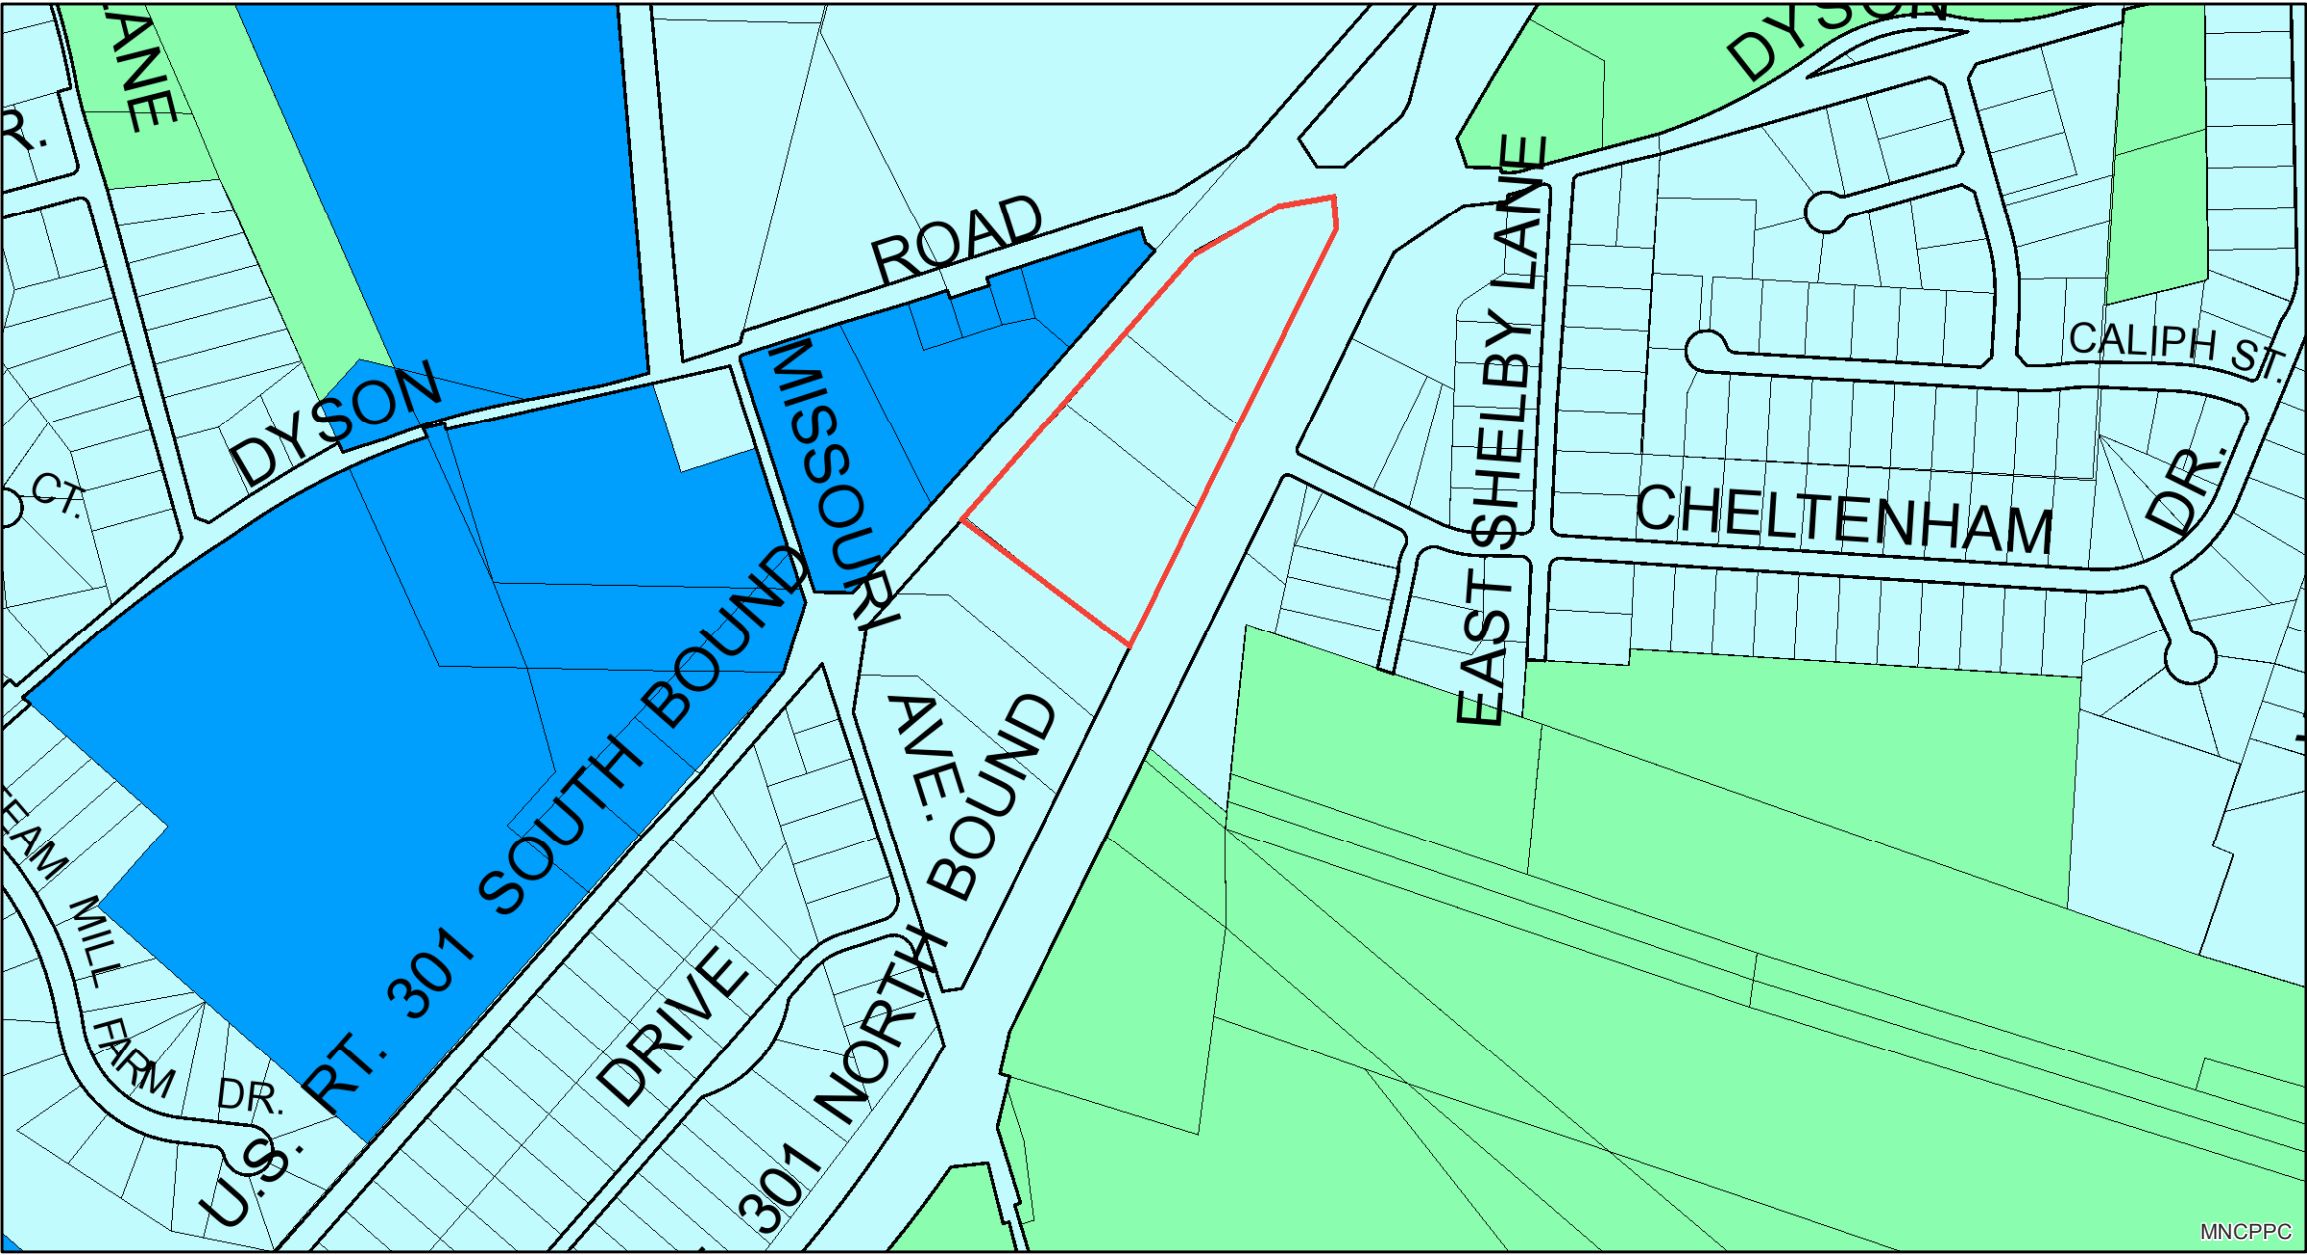 LANE
DYSON
R.
ROAD
EAST SHELBY LANE
CALIPH ST.
DYSON
MISSOURI
CT.
CHELTENHAM
DR.
SOUTH BOUND
AVE.
NORTH BOUND
MILL
FARM
DR.
U.S. RT. 301
DRIVE
301
MNCPPC